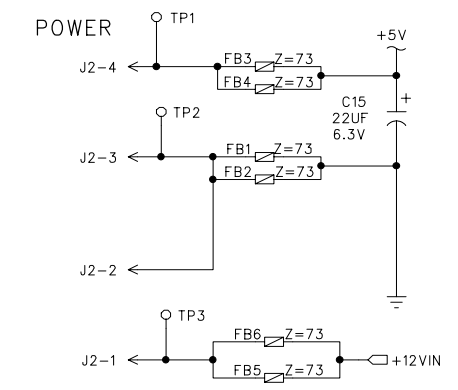 POWER
TP1
+5V
J2-4
FB3 Z=73
FB4 Z=73
C15 +
22UF
6.3V
TP2
J2-3
FB1 Z=73
FB2 Z=73
J2-2
TP3
FB6 Z=73
J2-1
+12VIN
FB5 Z=73